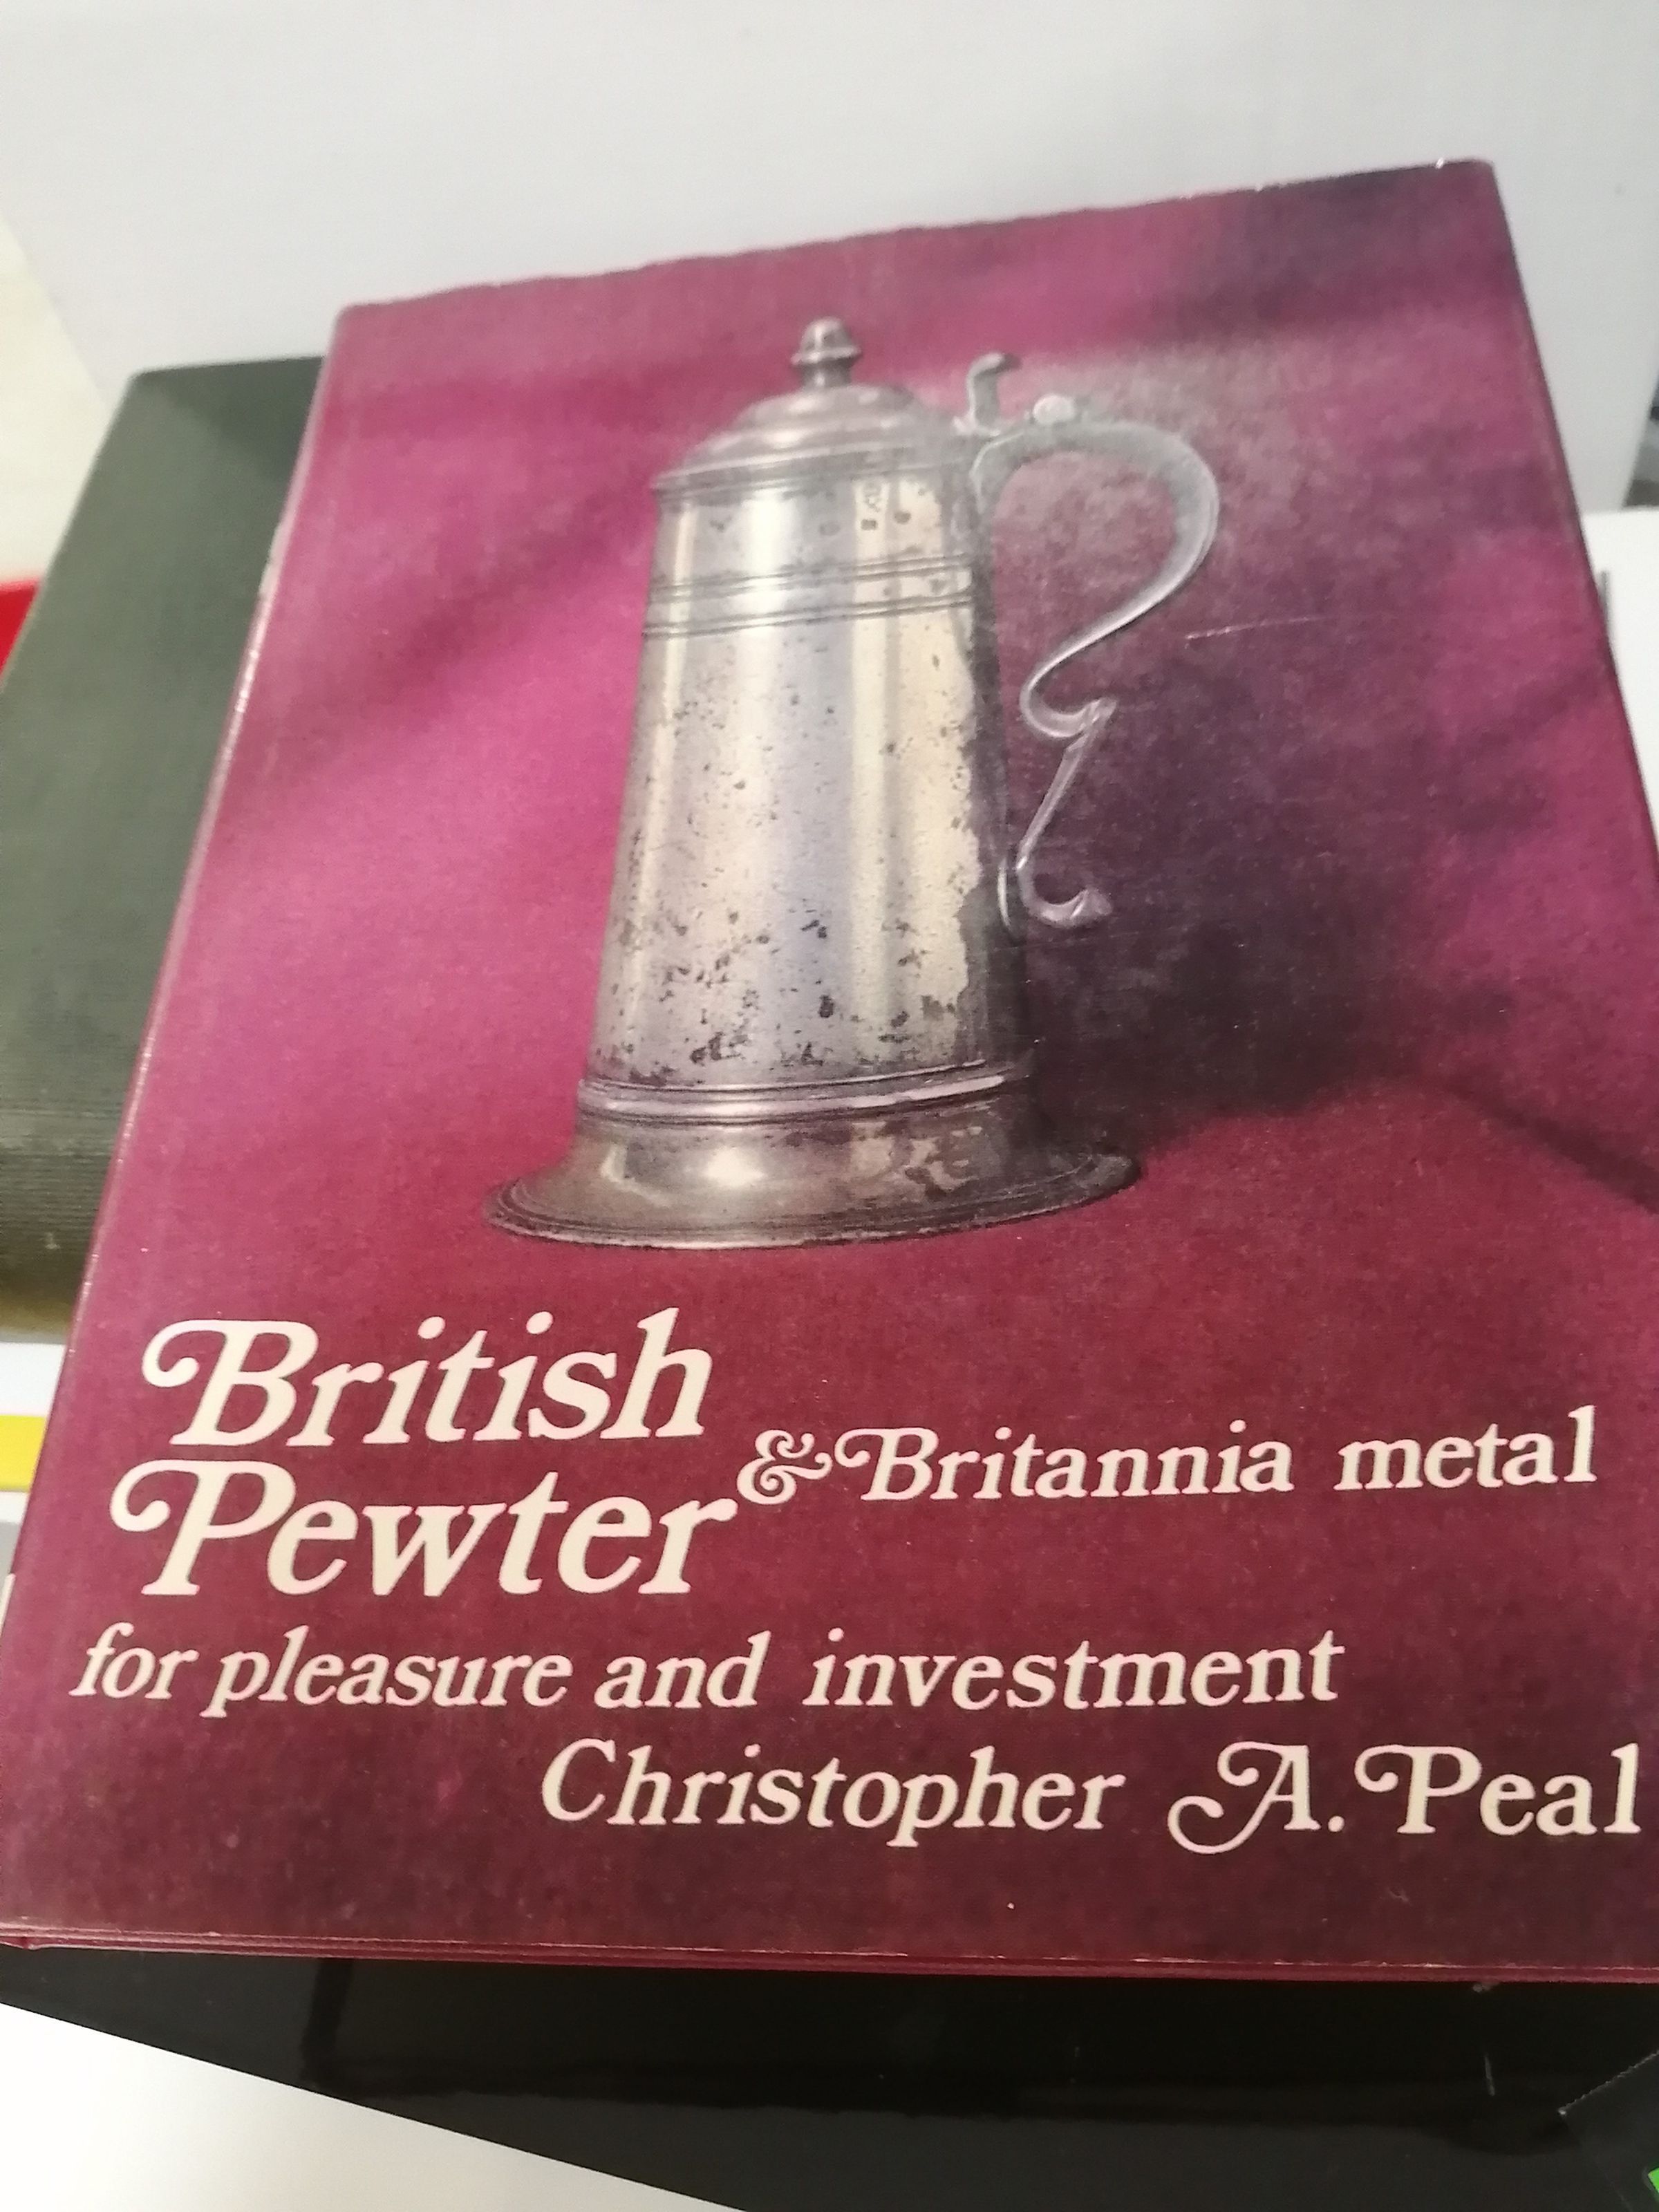 British
Pewter & Britannia metal
for pleasure and investment
Christopher A. Peal